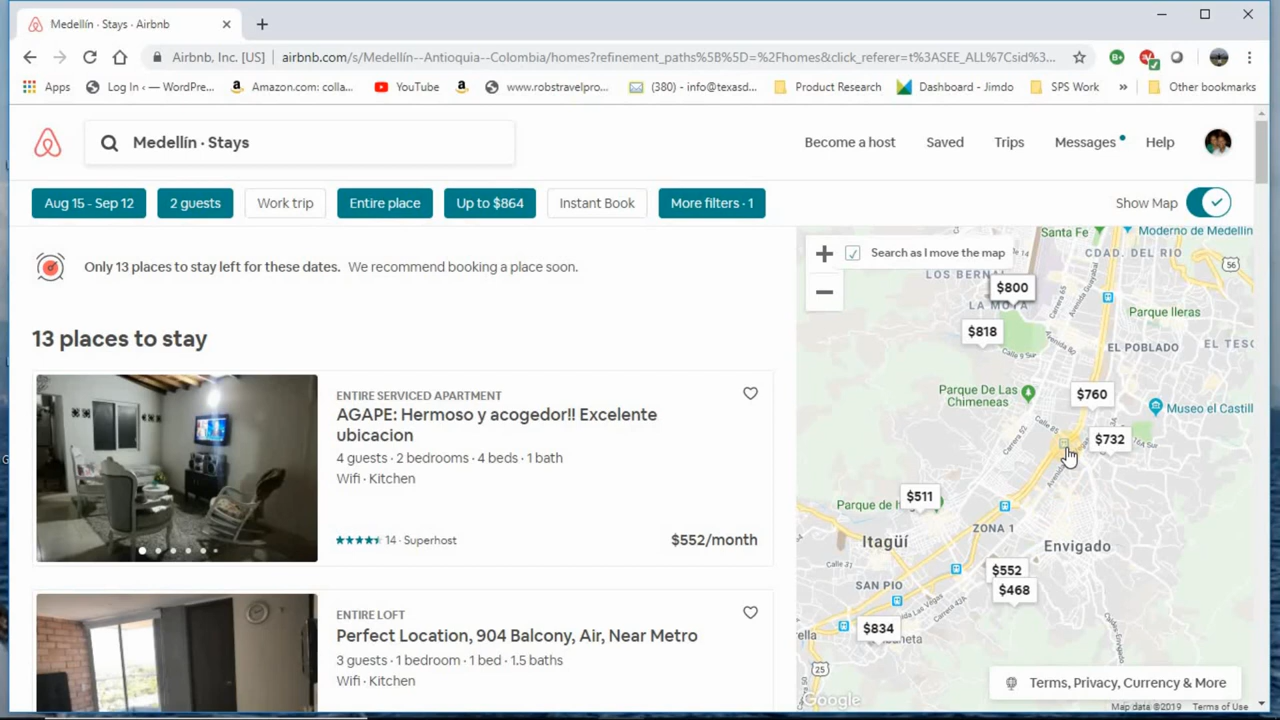 Medellín · Stays · Airbnb
Airbnb, Inc. [US]
airbnb.com/s/Medellín--Antioquia--Colombia/homes?refinement_paths%5B%5D=%2Fhomes&click_referer=t%3ASEE_ALL%7Csid%3...
Apps
Log In ‹ — WordPre...
Amazon.com: colla...
YouTube
www.robstravelpro...
(380) - info@texasd...
Product Research
Dashboard - Jimdo
SPS Work
»
Other bookmarks
Medellín · Stays
Become a host
Saved
Trips
Messages
Help
Aug 15 - Sep 12
2 guests
Work trip
Entire place
Up to $864
Instant Book
More filters · 1
Show Map
Only 13 places to stay left for these dates. We recommend booking a place soon.
13 places to stay
ENTIRE SERVICED APARTMENT
AGAPE: Hermoso y acogedor!! Excelente
ubicacion
4 guests · 2 bedrooms · 4 beds · 1 bath
Wifi · Kitchen
14 · Superhost
$552/month
ENTIRE LOFT
Perfect Location, 904 Balcony, Air, Near Metro
3 guests · 1 bedroom · 1 bed · 1.5 baths
Wifi · Kitchen
Santa Fe
Moderno de Medellín
Search as I move the map
CDAD. DEL RIO
56
LOS BERNAL
$800
LA MOTA
Parque lleras
$818
EL POBLADO
EL TESO
Parque De Las
Chimeneas
$760
Museo el Castill
$732
$511
Parque de
ZONA 1
Itagüí
Envigado
$552
SAN PIO
$468
$834
25
Google
Terms, Privacy, Currency & More
Map data ©2019
Terms of Use